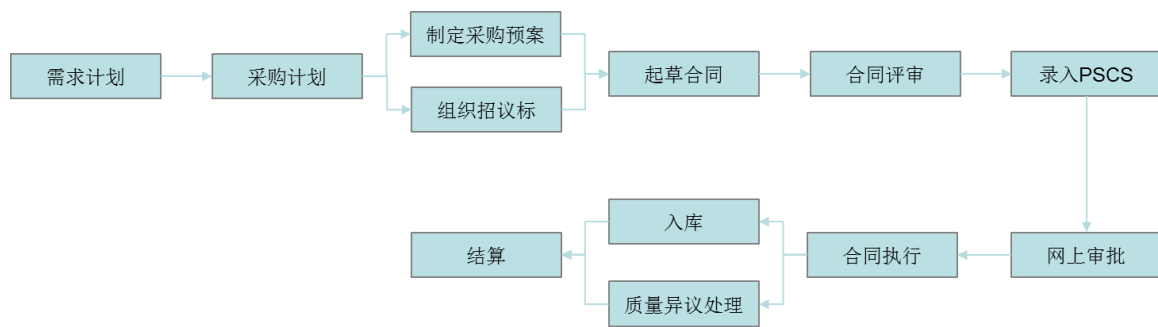 需求计划
采购计划
制定采购预案
组织招议标
起草合同
合同评审
录入PSCS
网上审批
合同执行
入库
质量异议处理
结算